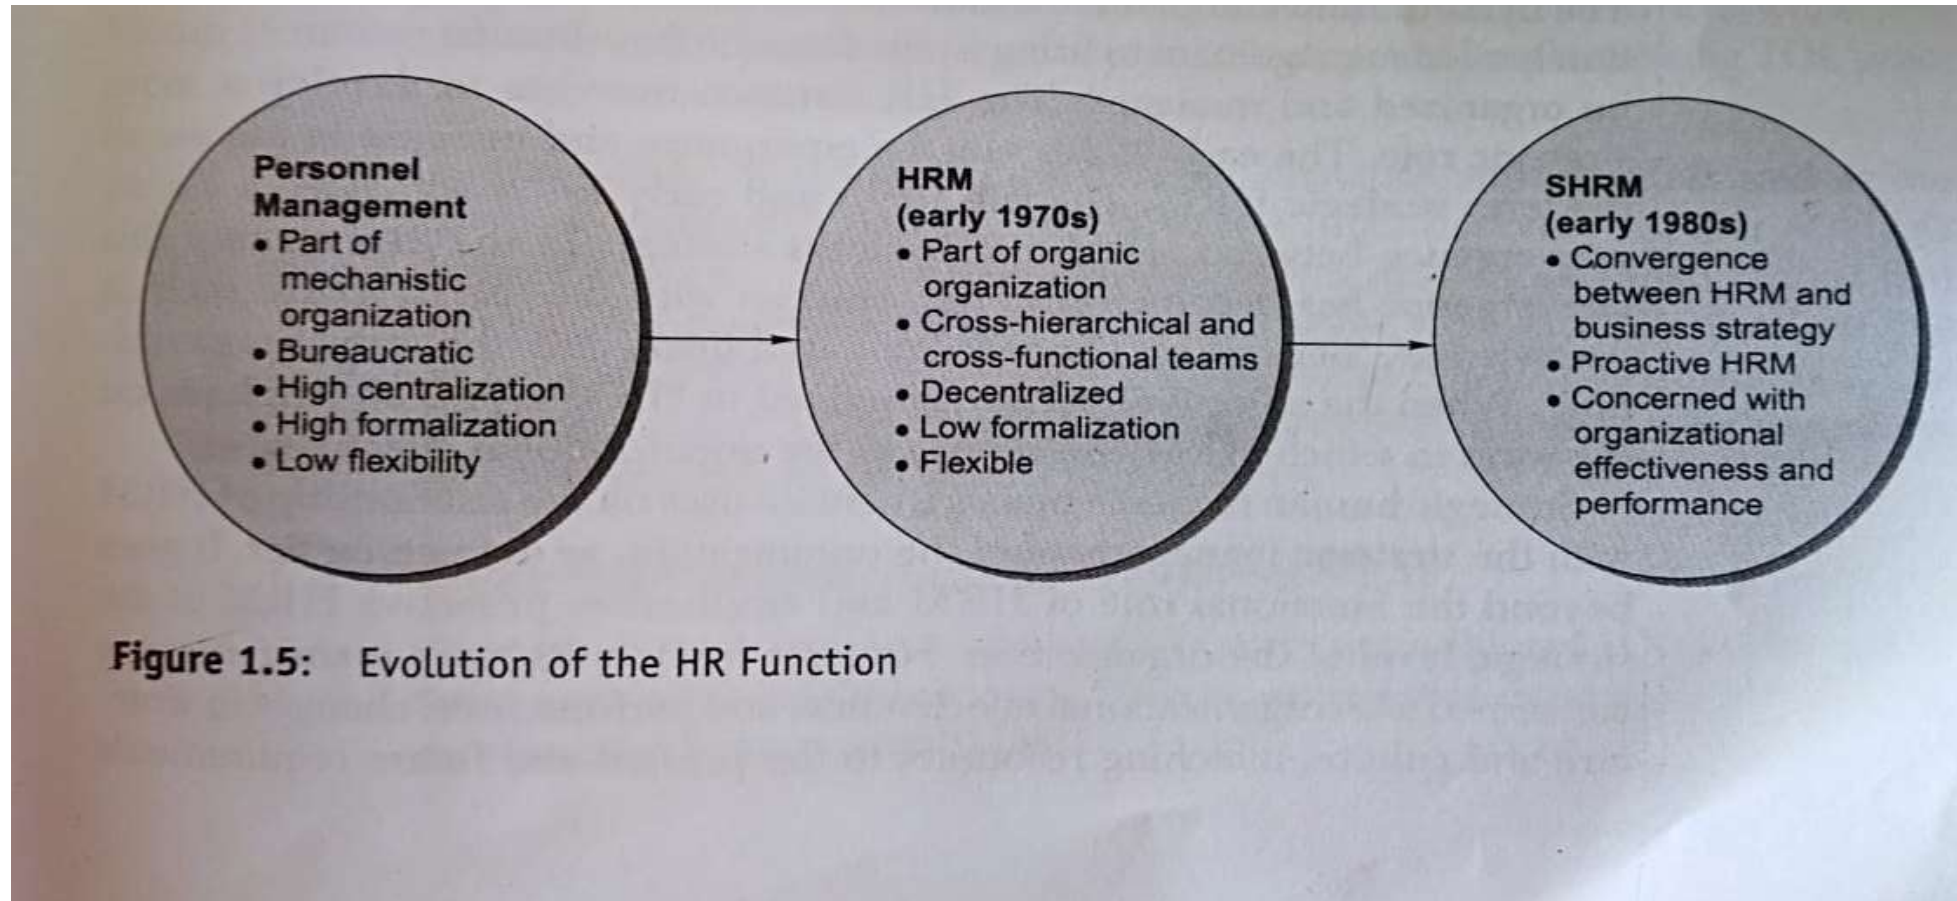 Personnel
Management
• Part of
mechanistic
organization
• Bureaucratic
• High centralization
• High formalization
• Low flexibility
HRM
(early 1970s)
• Part of organic
organization
• Cross-hierarchical and
cross-functional teams
• Decentralized
• Low formalization
• Flexible
SHRM
(early 1980s)
• Convergence
between HRM and
business strategy
• Proactive HRM
• Concerned with
organizational
effectiveness and
performance
Figure 1.5: Evolution of the HR Function